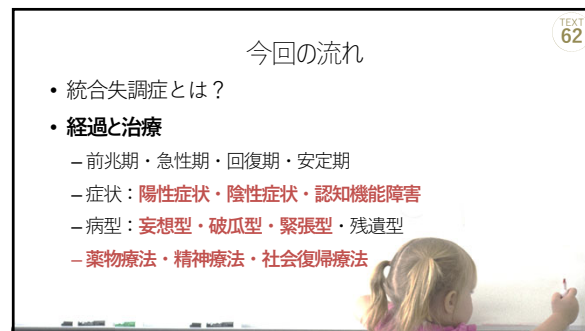 TEXT
62
今回の流れ
• 統合失調症とは？
• 経過と治療
– 前兆期・急性期・回復期・安定期
– 症状：陽性症状・陰性症状・認知機能障害
– 病型：妄想型・破瓜型・緊張型・残遺型
– 薬物療法・精神療法・社会復帰療法